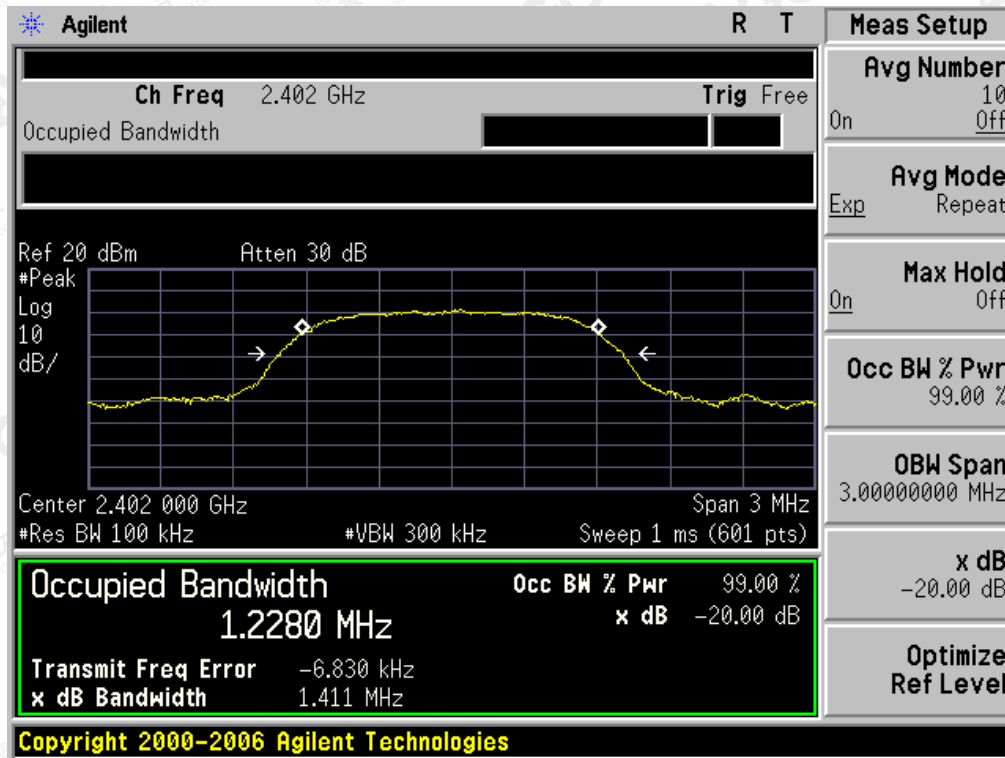 Agilent R T
Ch Freq 2.402 GHz Trig Free
Occupied Bandwidth
Ref 20 dBm Atten 30 dB
#Peak
Log
10
dB/
Center 2.402 000 GHz Span 3 MHz
#Res BW 100 kHz #VBW 300 kHz Sweep 1 ms (601 pts)
Occupied Bandwidth Occ BW % Pwr 99.00 %
1.2280 MHz x dB -20.00 dB
Transmit Freq Error -6.830 kHz
x dB Bandwidth 1.411 MHz
Copyright 2000-2006 Agilent Technologies
Meas Setup
Avg Number
10
On Off
Avg Mode
Exp Repeat
Max Hold
On Off
Occ BW % Pwr
99.00 %
OBW Span
3.00000000 MHz
x dB
-20.00 dB
Optimize
Ref Level